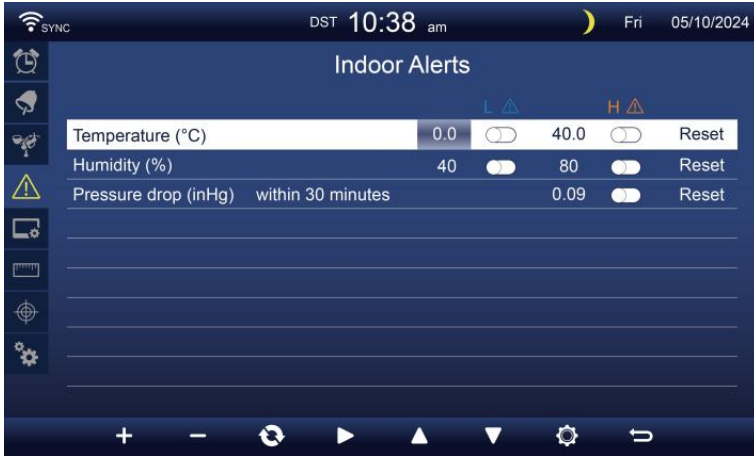 SYNC DST 10:38 am Fri 05/10/2024
Indoor Alerts
L H
Temperature (°C) 0.0 40.0 Reset
Humidity (%) 40 80 Reset
Pressure drop (inHg) within 30 minutes 0.09 Reset